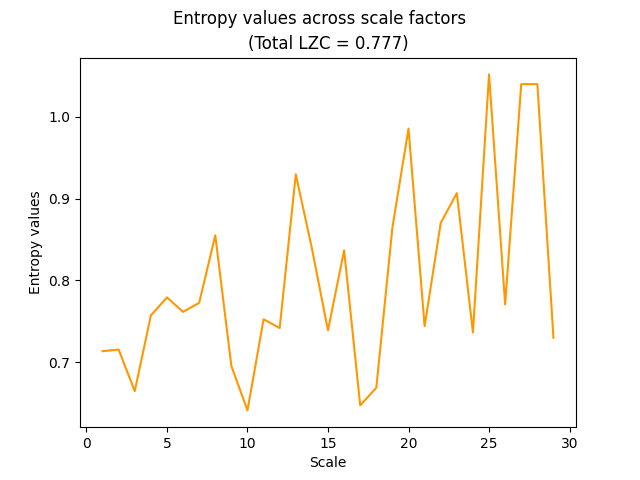 Entropy values across scale factors
(Total LZC = 0.777)
1.0
0.9
0.8
0.7
Entropy values
0 5 10 15 20 25 30
Scale